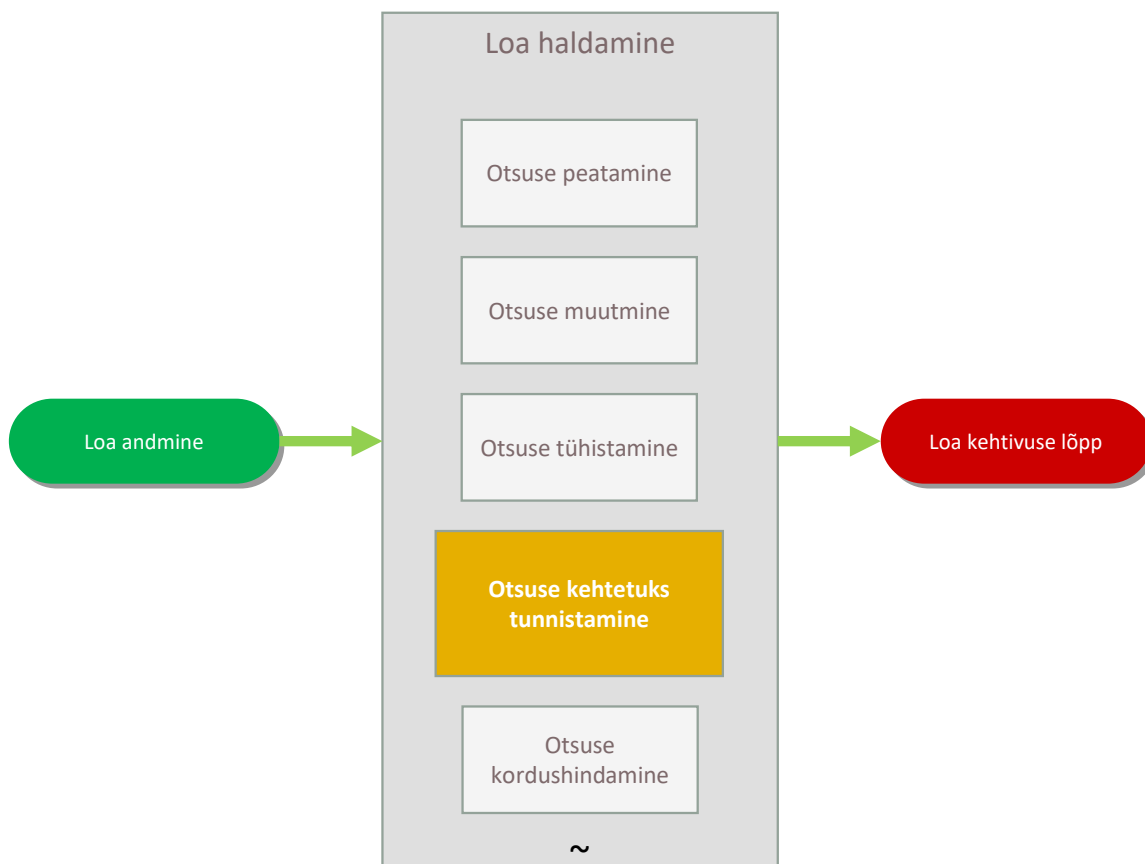 Loa haldamine
Otsuse peatamine
Otsuse muutmine
Loa andmine
Otsuse tühistamine
Loa kehtivuse lõpp
Otsuse kehtetuks
tunnistamine
Otsuse
kordushindamine
~